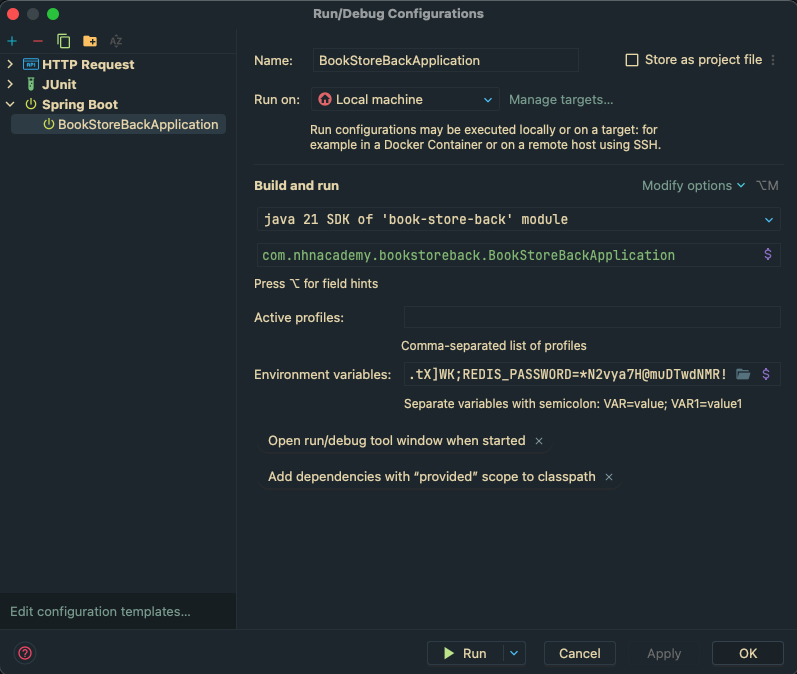 Run/Debug Configurations
HTTP Request
JUnit
Spring Boot
BookStoreBackApplication
Edit configuration templates...
Name: BookStoreBackApplication Store as project file
Run on: Local machine Manage targets...
Run configurations may be executed locally or on a target: for
example in a Docker Container or on a remote host using SSH.
Build and run Modify options ⌥M
java 21 SDK of 'book-store-back' module
com.nhnacademy.bookstoreback.BookStoreBackApplication $
Press ⌥ for field hints
Active profiles:
Comma-separated list of profiles
Environment variables: .tX]WK;REDIS_PASSWORD=*N2vya7H@muDTwdNMR! $
Separate variables with semicolon: VAR=value; VAR1=value1
Open run/debug tool window when started ×
Add dependencies with “provided” scope to classpath ×
? Run Cancel Apply OK